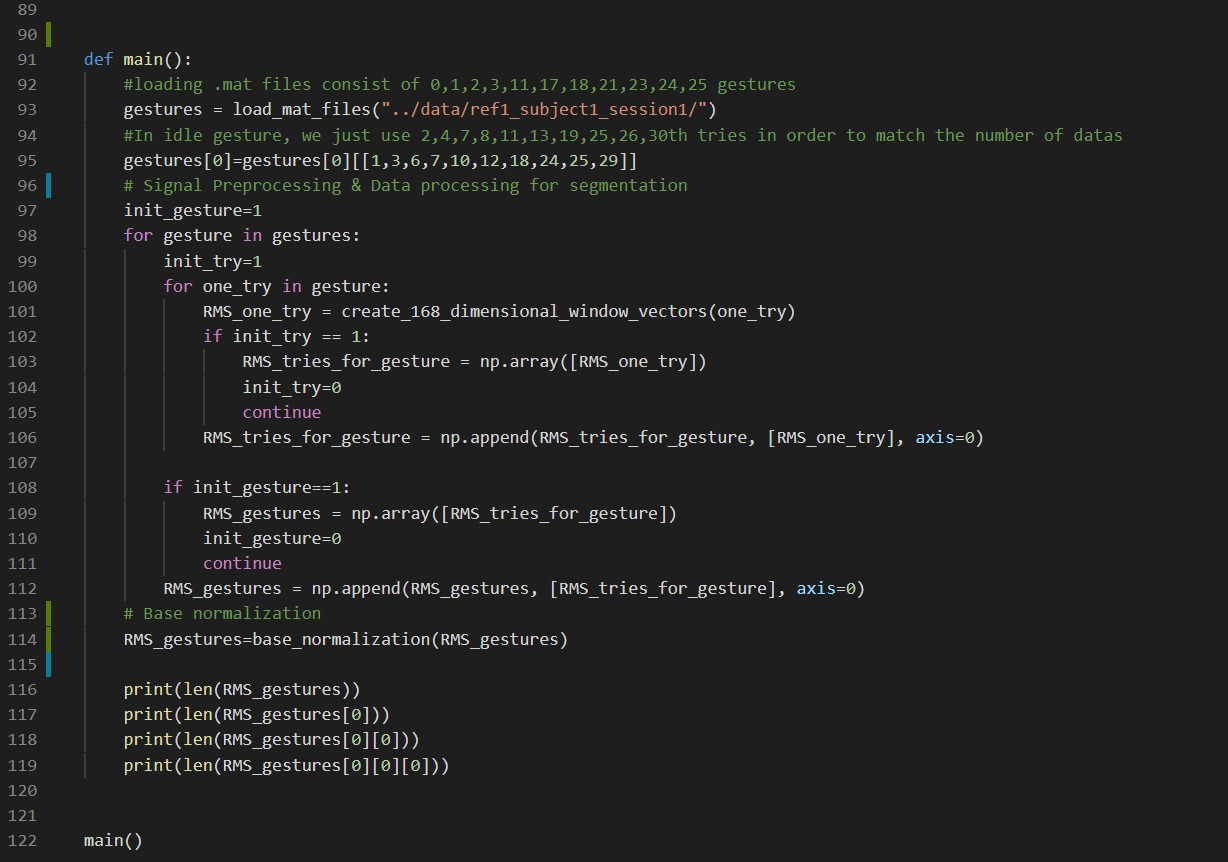 89
90
91 def main():
92 #loading .mat files consist of 0,1,2,3,11,17,18,21,23,24,25 gestures
93 gestures = load_mat_files("../data/ref1_subject1_session1/")
94 #In idle gesture, we just use 2,4,7,8,11,13,19,25,26,30th tries in order to match the number of datas
95 gestures[0]=gestures[0][[1,3,6,7,10,12,18,24,25,29]]
96 # Signal Preprocessing & Data processing for segmentation
97 init_gesture=1
98 for gesture in gestures:
99 init_try=1
100 for one_try in gesture:
101 RMS_one_try = create_168_dimensional_window_vectors(one_try)
102 if init_try == 1:
103 RMS_tries_for_gesture = np.array([RMS_one_try])
104 init_try=0
105 continue
106 RMS_tries_for_gesture = np.append(RMS_tries_for_gesture, [RMS_one_try], axis=0)
107
108 if init_gesture==1:
109 RMS_gestures = np.array([RMS_tries_for_gesture])
110 init_gesture=0
111 continue
112 RMS_gestures = np.append(RMS_gestures, [RMS_tries_for_gesture], axis=0)
113 # Base normalization
114 RMS_gestures=base_normalization(RMS_gestures)
115
116 print(len(RMS_gestures))
117 print(len(RMS_gestures[0]))
118 print(len(RMS_gestures[0][0]))
119 print(len(RMS_gestures[0][0][0]))
120
121
122 main()